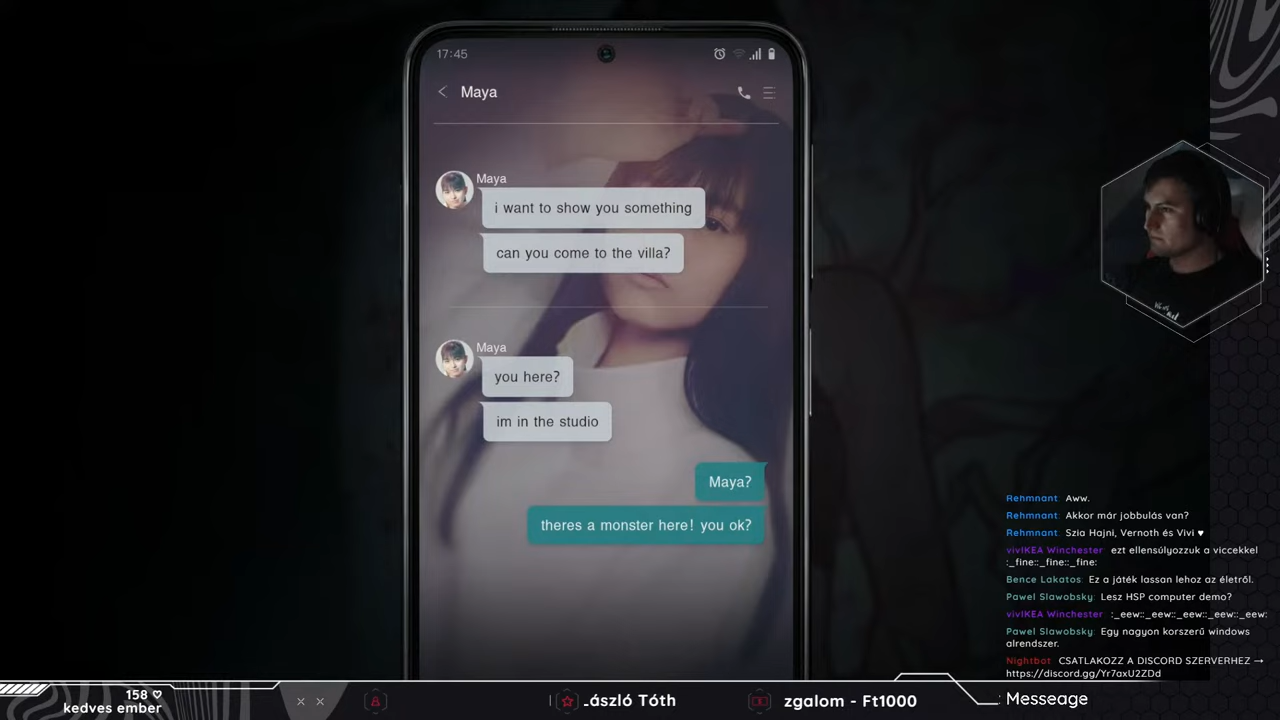 17:45
Maya
Maya
i want to show you something
can you come to the villa?
Maya
you here?
im in the studio
Maya?
theres a monster here! you ok?
Rehmnant: Aww.
Rehmnant: Akkor már jobbulás van?
Rehmnant: Szia Hajni, Vernoth és Vivi ♥
vivIKEA Winchester: ezt ellensúlyozzuk a viccekkel
:_fine::_fine::_fine:
Bence Lakatos: Ez a játék lassan lehoz az életről.
Pawel Slawobsky: Lesz HSP computer demo?
vivIKEA Winchester: :_eew::_eew::_eew::_eew::_eew:
Pawel Slawobsky: Egy nagyon korszerű windows
alrendszer.
Nightbot: CSATLAKOZZ A DISCORD SZERVERHEZ →
https://discord.gg/Yr7axU2ZDd
158 ♡
kedves ember
ászló Tóth
zgalom - Ft1000
Messeage